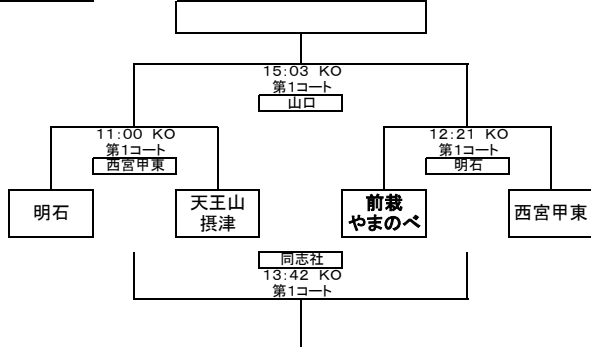 15:03 KO
第1コート
山口
11:00 KO
第1コート
西宮甲東
12:21 KO
第1コート
明石
明石
天王山
摂津
前栽
やまのべ
西宮甲東
同志社
13:42 KO
第1コート